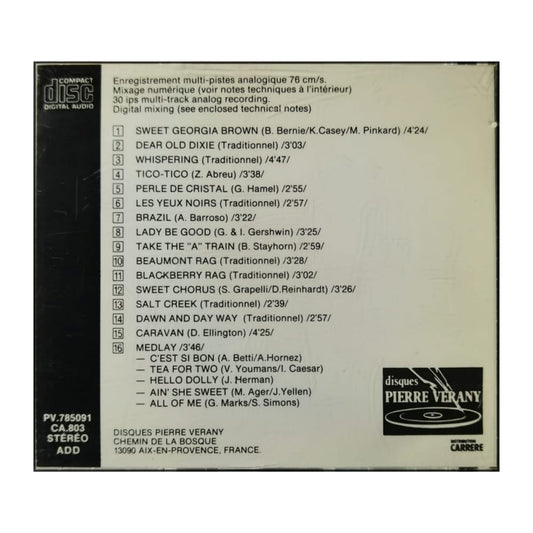 COMPACT
disc
DIGITAL AUDIO
Enregistrement multi-pistes analogique 76 cm/s.
Mixage numérique (voir notes techniques à l'intérieur)
30 ips multi-track analog recording.
Digital mixing (see enclosed technical notes)
1 SWEET GEORGIA BROWN (B. Bernie/K.Casey/M. Pinkard) /4'24/
2 DEAR OLD DIXIE (Traditionnel) /3'03/
3 WHISPERING (Traditionnel) /4'47/
4 TICO-TICO (Z. Abreu) /3'38/
5 PERLE DE CRISTAL (G. Hamel) /2'55/
6 LES YEUX NOIRS (Traditionnel) /2'57/
7 BRAZIL (A. Barroso) /3'22/
8 LADY BE GOOD (G. & I. Gershwin) /3'25/
9 TAKE THE "A" TRAIN (B. Stayhorn) /2'59/
10 BEAUMONT RAG (Traditionnel) /3'28/
11 BLACKBERRY RAG (Traditionnel) /3'02/
12 SWEET CHORUS (S. Grapelli/D.Reinhardt) /3'26/
13 SALT CREEK (Traditionnel) /2'39/
14 DAWN AND DAY WAY (Traditionnel) /2'57/
15 CARAVAN (D. Ellington) /4'25/
16 MEDLAY /3'46/
— C'EST SI BON (A. Betti/A.Hornez)
— TEA FOR TWO (V. Youmans/I. Caesar)
— HELLO DOLLY (J. Herman)
— AIN' SHE SWEET (M. Ager/J.Yellen)
— ALL OF ME (G. Marks/S. Simons)
disques
PIERRE VERANY
PV.785091
CA.803
STÉRÉO
ADD
DISQUES PIERRE VERANY
CHEMIN DE LA BOSQUE
13090 AIX-EN-PROVENCE, FRANCE.
DISTRIBUTION
CARRERE